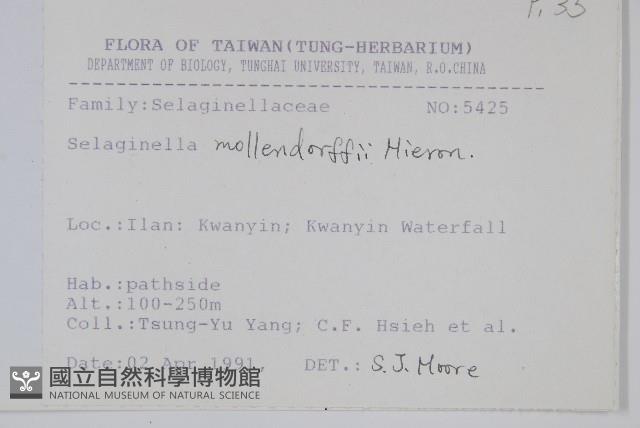 P. 33
FLORA OF TAIWAN(TUNG-HERBARIUM)
DEPARTMENT OF BIOLOGY, TUNGHAI UNIVERSITY, TAIWAN, R.O.CHINA
Family:Selaginellaceae NO:5425
Selaginella mollendorffii Hieron.
Loc.:Ilan: Kwanyin; Kwanyin Waterfall
Hab.:pathside
Alt.:100-250m
Coll.:Tsung-Yu Yang; C.F. Hsieh et al.
Date:02 Apr 1991 DET.: S.J. Moore
國立自然科學博物館
NATIONAL MUSEUM OF NATURAL SCIENCE